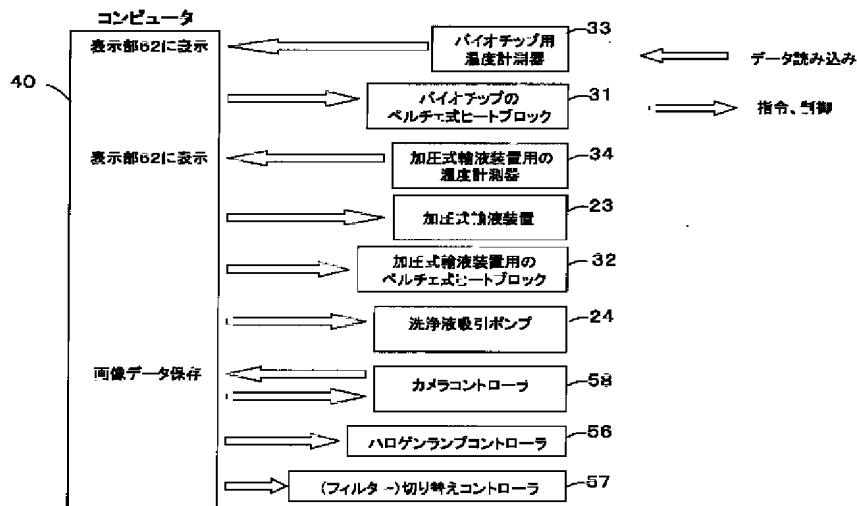 コンピュータ
40
表示部62に表示
バイオチップ用
温度計測器
33
データ読み込み
バイオチップの
ペルチェ式ヒートブロック
31
指令、制御
表示部62に表示
加圧式輸液装置用の
温度計測器
34
加圧式輸液装置
23
加圧式輸液装置用の
ペルチェ式ヒートブロック
32
洗浄液吸引ポンプ
24
画像データ保存
カメラコントローラ
58
ハロゲンランプコントローラ
56
(フィルター)切り替えコントローラ
57